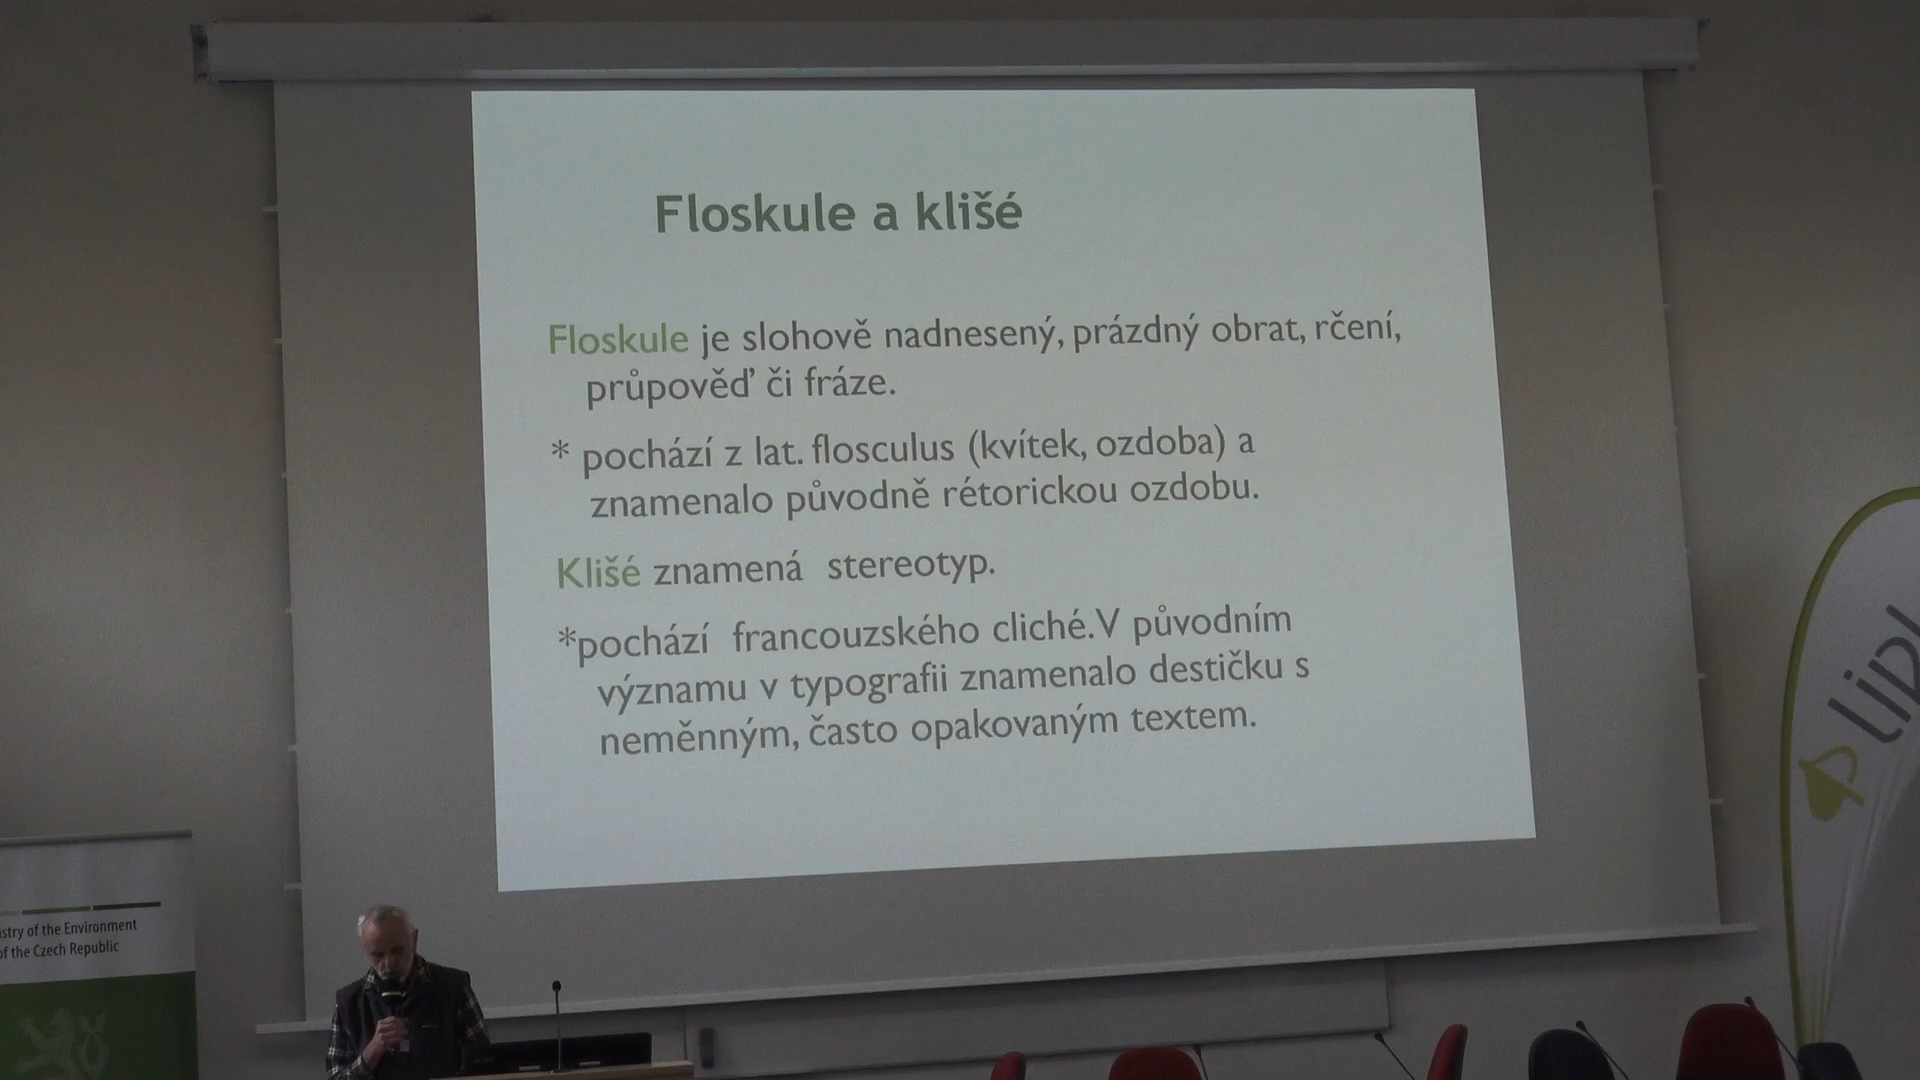 Floskule a klišé
Floskule je slohově nadnesený, prázdný obrat, rčení,
průpověď či fráze.
* pochází z lat. flosculus (kvítek, ozdoba) a
znamenalo původně rétorickou ozdobu.
Klišé znamená stereotyp.
*pochází francouzského cliché. V původním
významu v typografii znamenalo destičku s
neměnným, často opakovaným textem.
istry of the Environment
of the Czech Republic